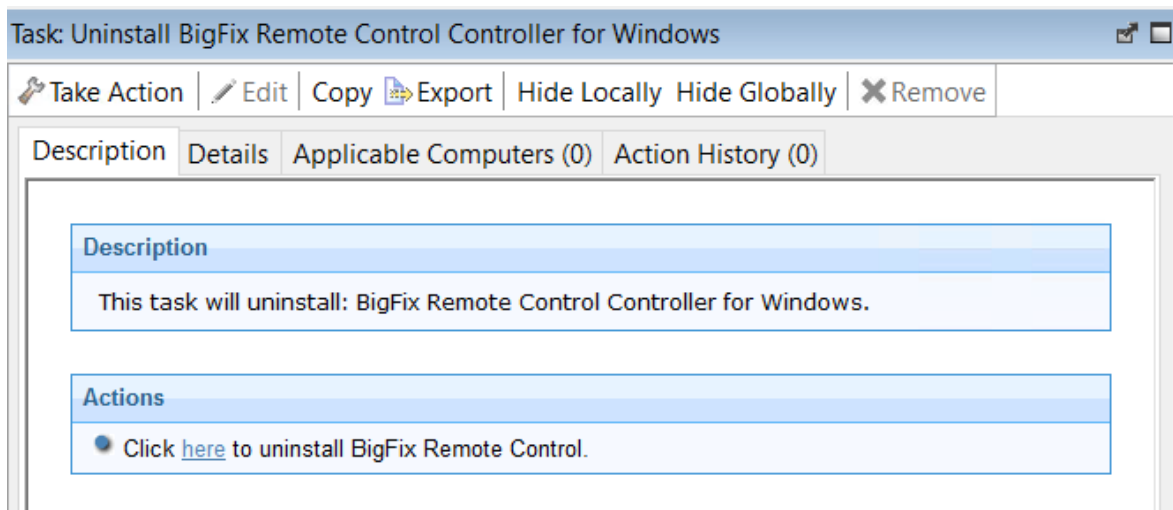 Task: Uninstall BigFix Remote Control Controller for Windows
Take Action Edit Copy Export Hide Locally Hide Globally Remove
Description Details Applicable Computers (0) Action History (0)
Description
This task will uninstall: BigFix Remote Control Controller for Windows.
Actions
Click here to uninstall BigFix Remote Control.